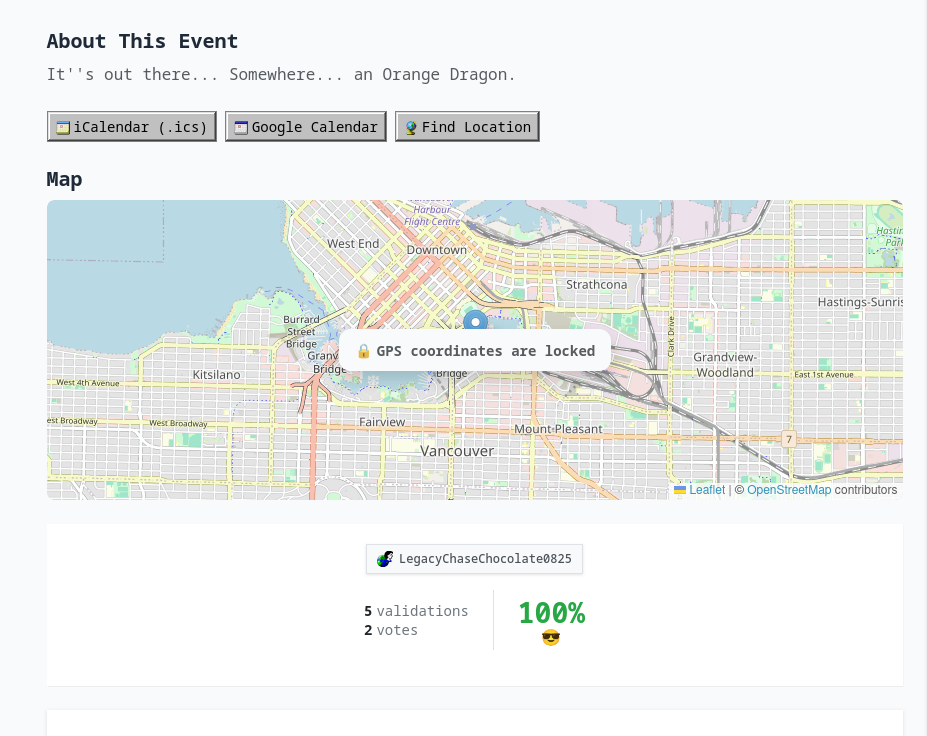 About This Event
It''s out there... Somewhere... an Orange Dragon.
iCalendar (.ics)
Google Calendar
Find Location
Map
Harbour
Flight Centre
West End
Downtown
Strathcona
Hastings-Sunris
Burrard
Street
Bridge
Granv
Bridge
Bridge
Clark Drive
Grandview-
Woodland
Kitsilano
West 4th Avenue
East 1st Avenue
est Broadway
West Broadway
Fairview
Mount-Pleasant
Vancouver
7
🔒 GPS coordinates are locked
Leaflet | © OpenStreetMap contributors
LegacyChaseChocolate0825
5 validations
2 votes
100%
😎